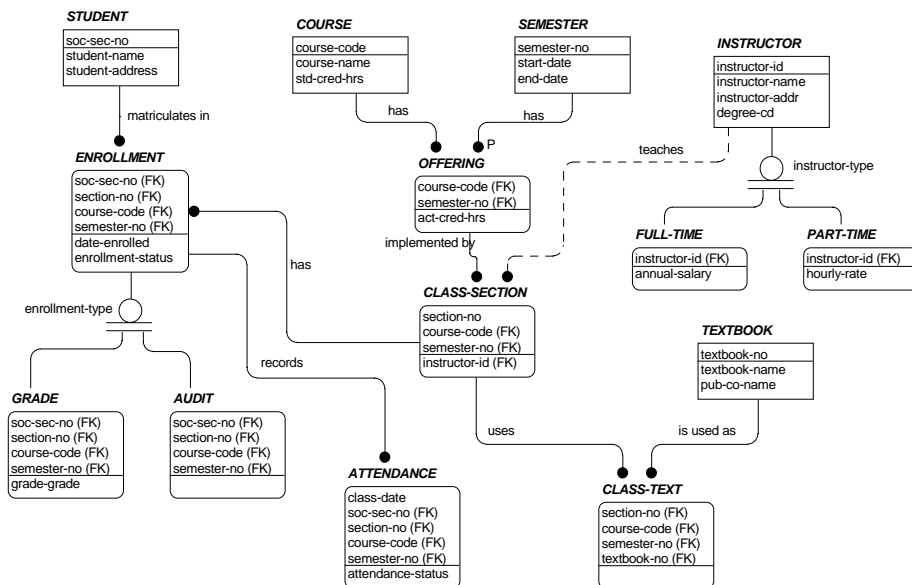 STUDENT
soc-sec-no
student-name
student-address
COURSE
course-code
course-name
std-cred-hrs
SEMESTER
semester-no
start-date
end-date
INSTRUCTOR
instructor-id
instructor-name
instructor-addr
degree-cd
matriculates in
has
has
P
teaches
instructor-type
ENROLLMENT
soc-sec-no (FK)
section-no (FK)
course-code (FK)
semester-no (FK)
date-enrolled
enrollment-status
OFFERING
course-code (FK)
semester-no (FK)
act-cred-hrs
implemented by
FULL-TIME
instructor-id (FK)
annual-salary
PART-TIME
instructor-id (FK)
hourly-rate
has
CLASS-SECTION
section-no
course-code (FK)
semester-no (FK)
instructor-id (FK)
enrollment-type
records
TEXTBOOK
textbook-no
textbook-name
pub-co-name
GRADE
soc-sec-no (FK)
section-no (FK)
course-code (FK)
semester-no (FK)
grade-grade
AUDIT
soc-sec-no (FK)
section-no (FK)
course-code (FK)
semester-no (FK)
uses
is used as
ATTENDANCE
class-date
soc-sec-no (FK)
section-no (FK)
course-code (FK)
semester-no (FK)
attendance-status
CLASS-TEXT
section-no (FK)
course-code (FK)
semester-no (FK)
textbook-no (FK)